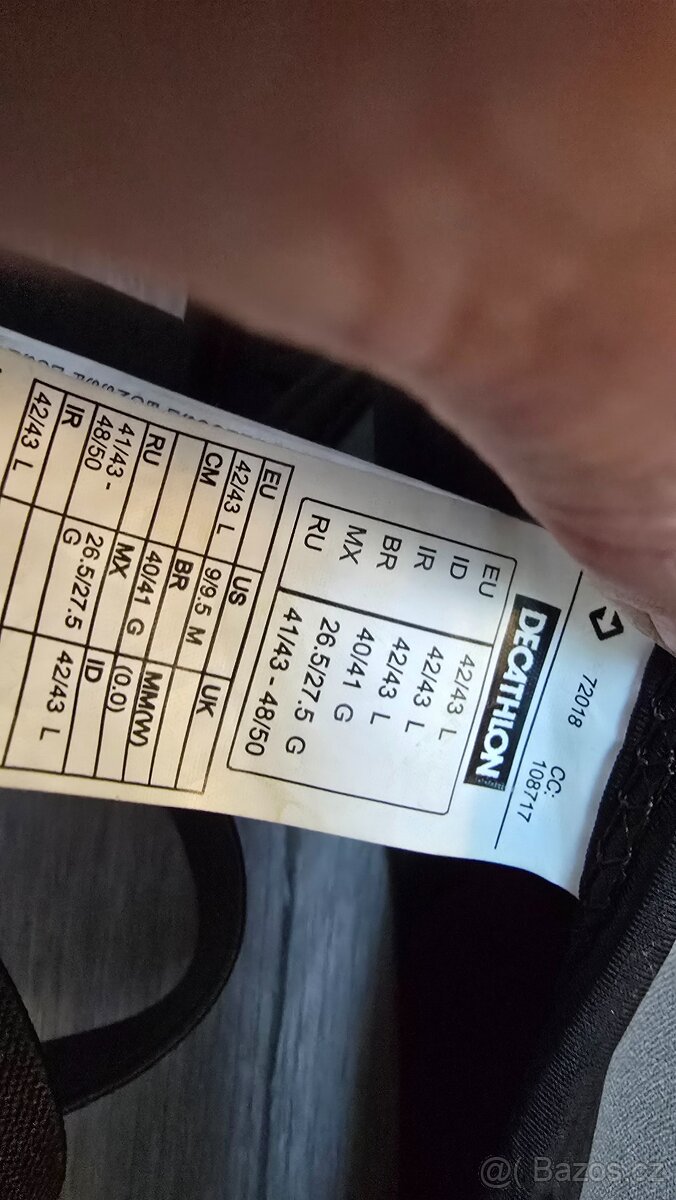 72018 CC: 108717
DECATHLON
EU 42/43 L
ID 42/43 L
IR 42/43 L
BR 40/41 G
MX 26.5/27.5 G
RU 41/43 - 48/50
EU US UK
42/43 L 9/9.5 M
CM BR MM(W)
40/41 G (0.0)
RU MX ID
41/43 - 48/50 26.5/27.5 G 42/43 L
IR
42/43 L
Bazos.cz